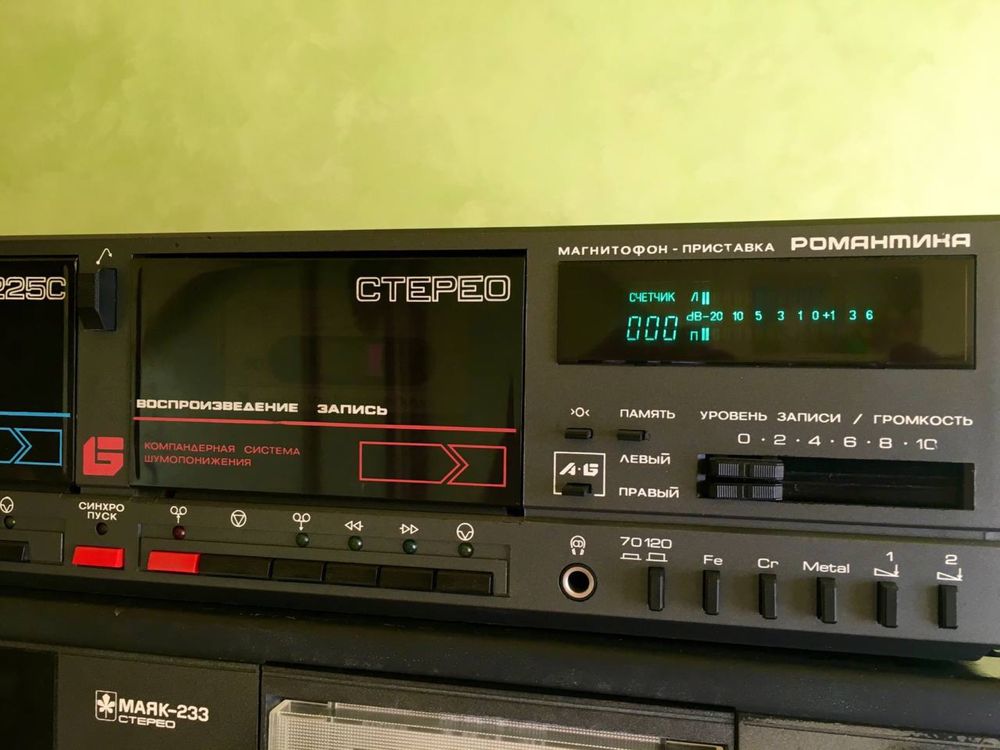 МАГНИТОФОН - ПРИСТАВКА РОМАНТИКА
225С
СТЕРЕО
СЧЕТЧИК Л
dB-20 10 5 3 1 0 +1 3 6
000 П
ВОСПРОИЗВЕДЕНИЕ ЗАПИСЬ
>0< ПАМЯТЬ УРОВЕНЬ ЗАПИСИ / ГРОМКОСТЬ
0 · 2 · 4 · 6 · 8 · 10
Б
КОМПАНДЕРНАЯ СИСТЕМА
ШУМОПОНИЖЕНИЯ
А·Б
ЛЕВЫЙ
ПРАВЫЙ
СИНХРО
ПУСК
70 120
Fe
Cr
Metal
1
2
МАЯК-233
СТЕРЕО